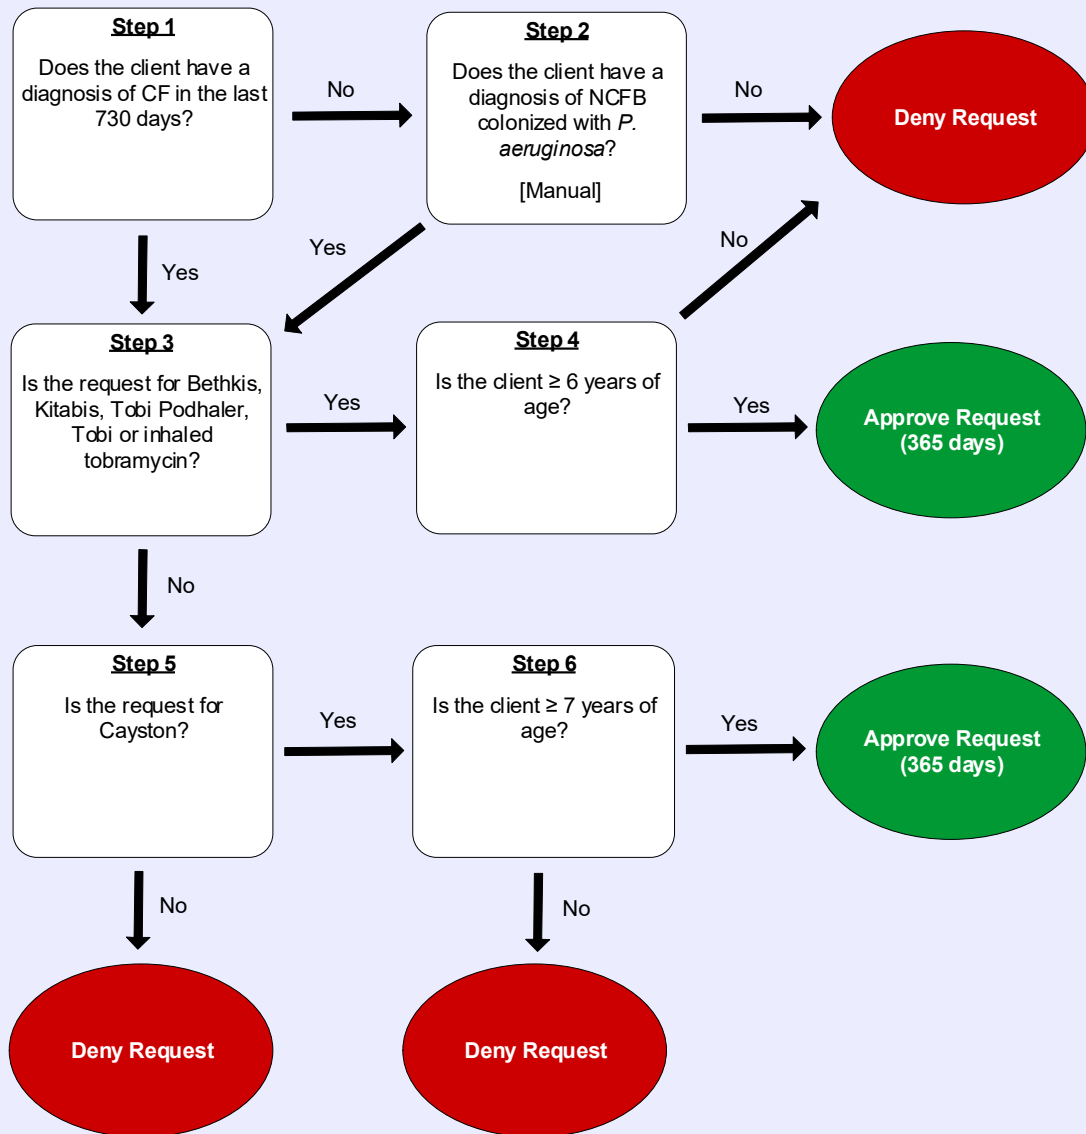 Step 1
Does the client have a
diagnosis of CF in the last
730 days?
No
Step 2
Does the client have a
diagnosis of NCFB
colonized with P.
aeruginosa?
[Manual]
No
Deny Request
Yes
Yes
No
Step 3
Is the request for Bethkis,
Kitabis, Tobi Podhaler,
Tobi or inhaled
tobramycin?
Yes
Step 4
Is the client ≥ 6 years of
age?
Yes
Approve Request
(365 days)
No
Step 5
Is the request for
Cayston?
Yes
Step 6
Is the client ≥ 7 years of
age?
Yes
Approve Request
(365 days)
No
No
Deny Request
Deny Request